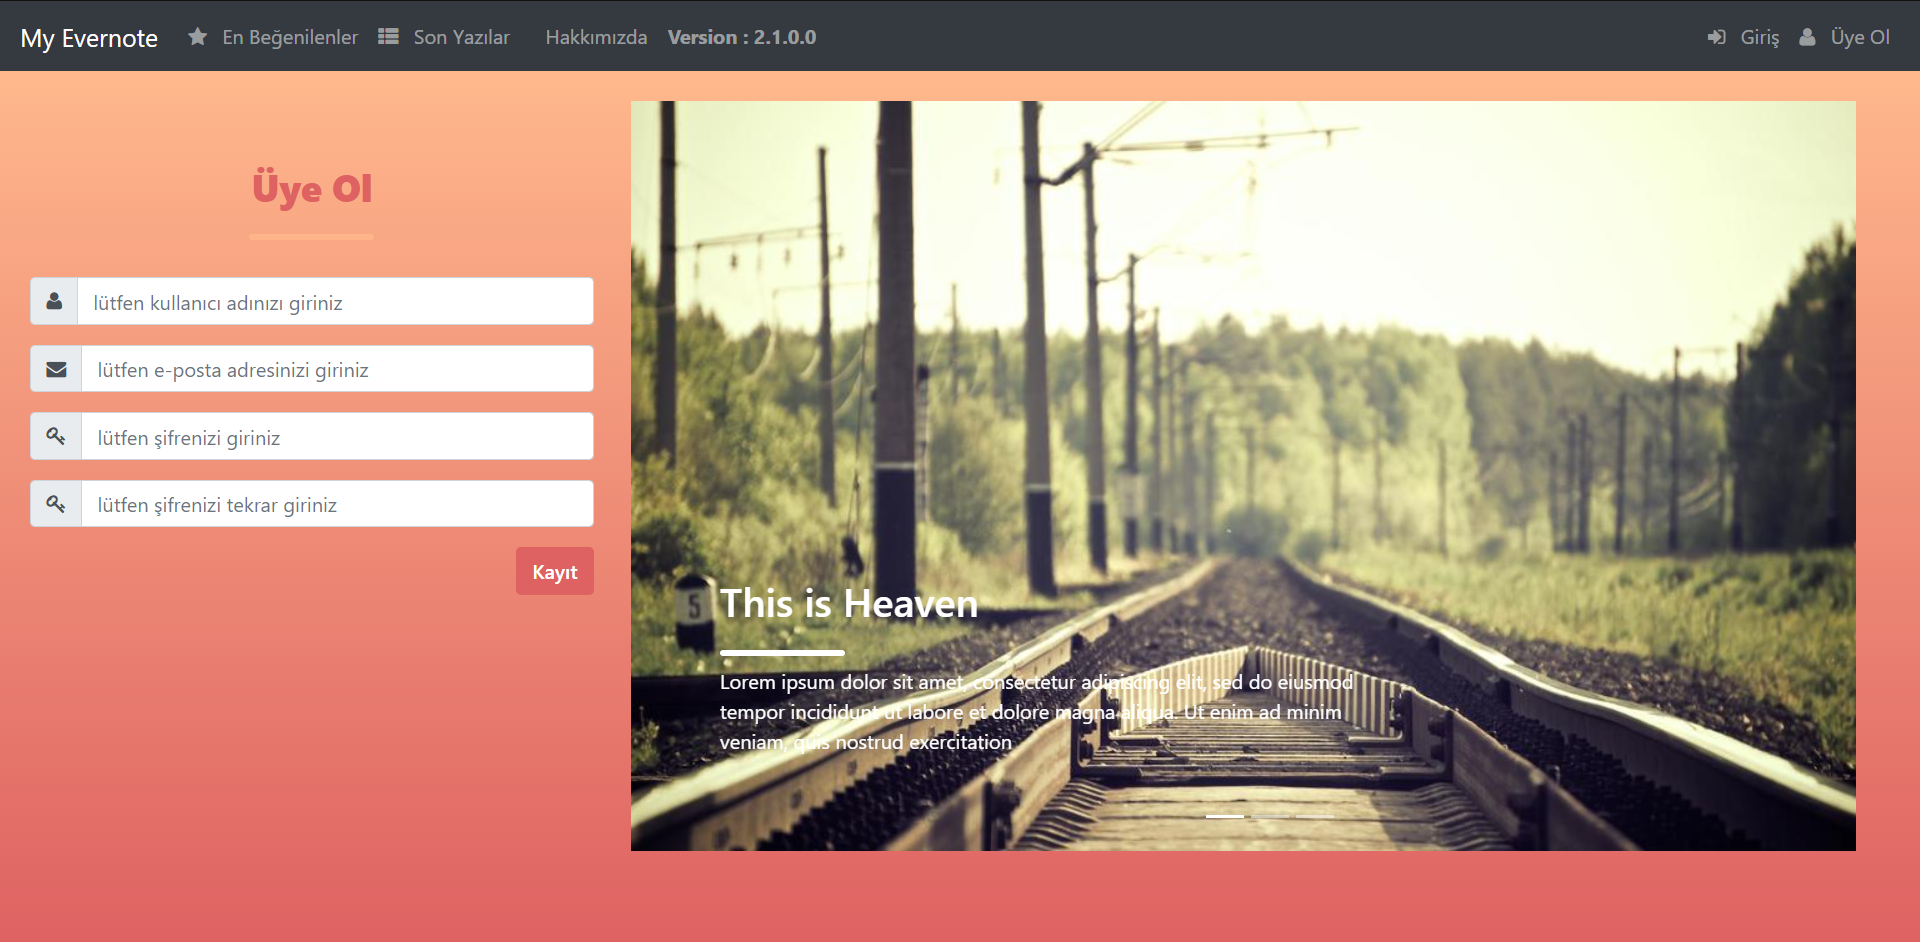 My Evernote En Beğenilenler Son Yazılar Hakkımızda Version : 2.1.0.0 Giriş Üye Ol
Üye Ol
lütfen kullanıcı adınızı giriniz
lütfen e-posta adresinizi giriniz
lütfen şifrenizi giriniz
lütfen şifrenizi tekrar giriniz
Kayıt
5
This is Heaven
Lorem ipsum dolor sit amet, consectetur adipiscing elit, sed do eiusmod
tempor incididunt ut labore et dolore magna aliqua. Ut enim ad minim
veniam, quis nostrud exercitation